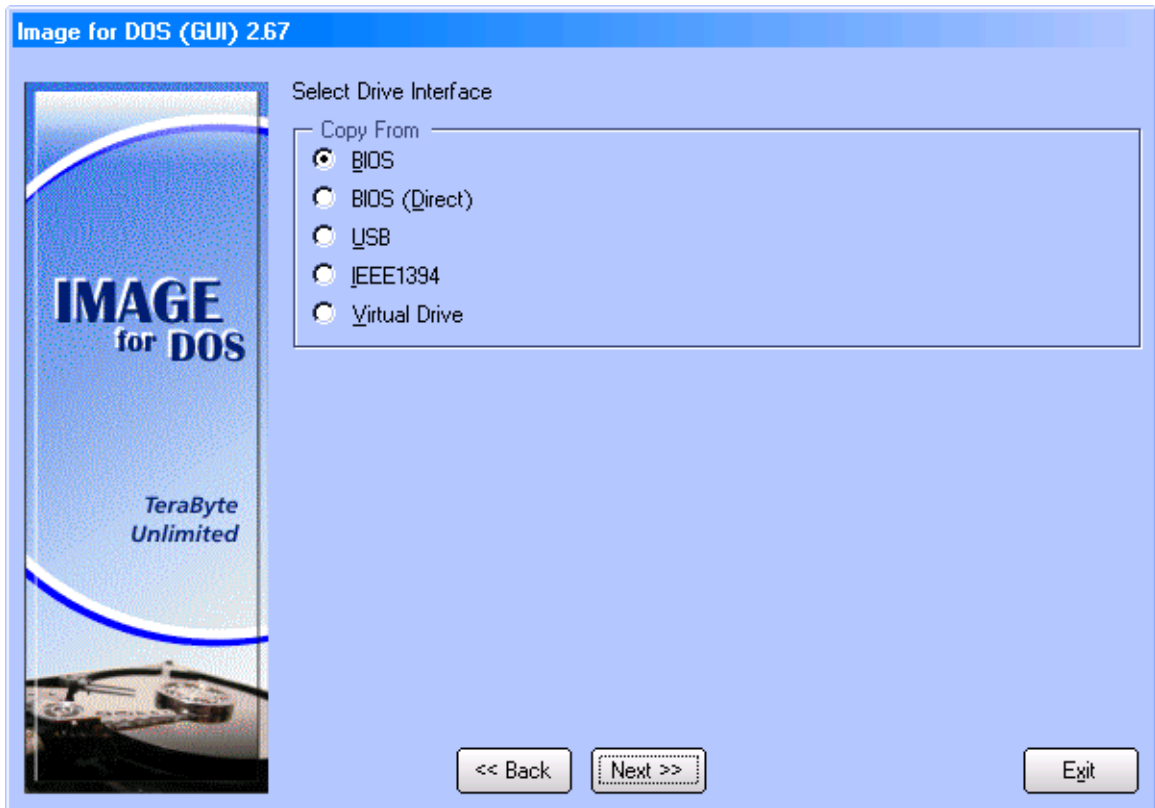 Image for DOS (GUI) 2.67
Select Drive Interface
Copy From
BIOS
BIOS (Direct)
USB
IEEE1394
Virtual Drive
IMAGE
for DOS
TeraByte
Unlimited
<< Back
Next >>
Exit